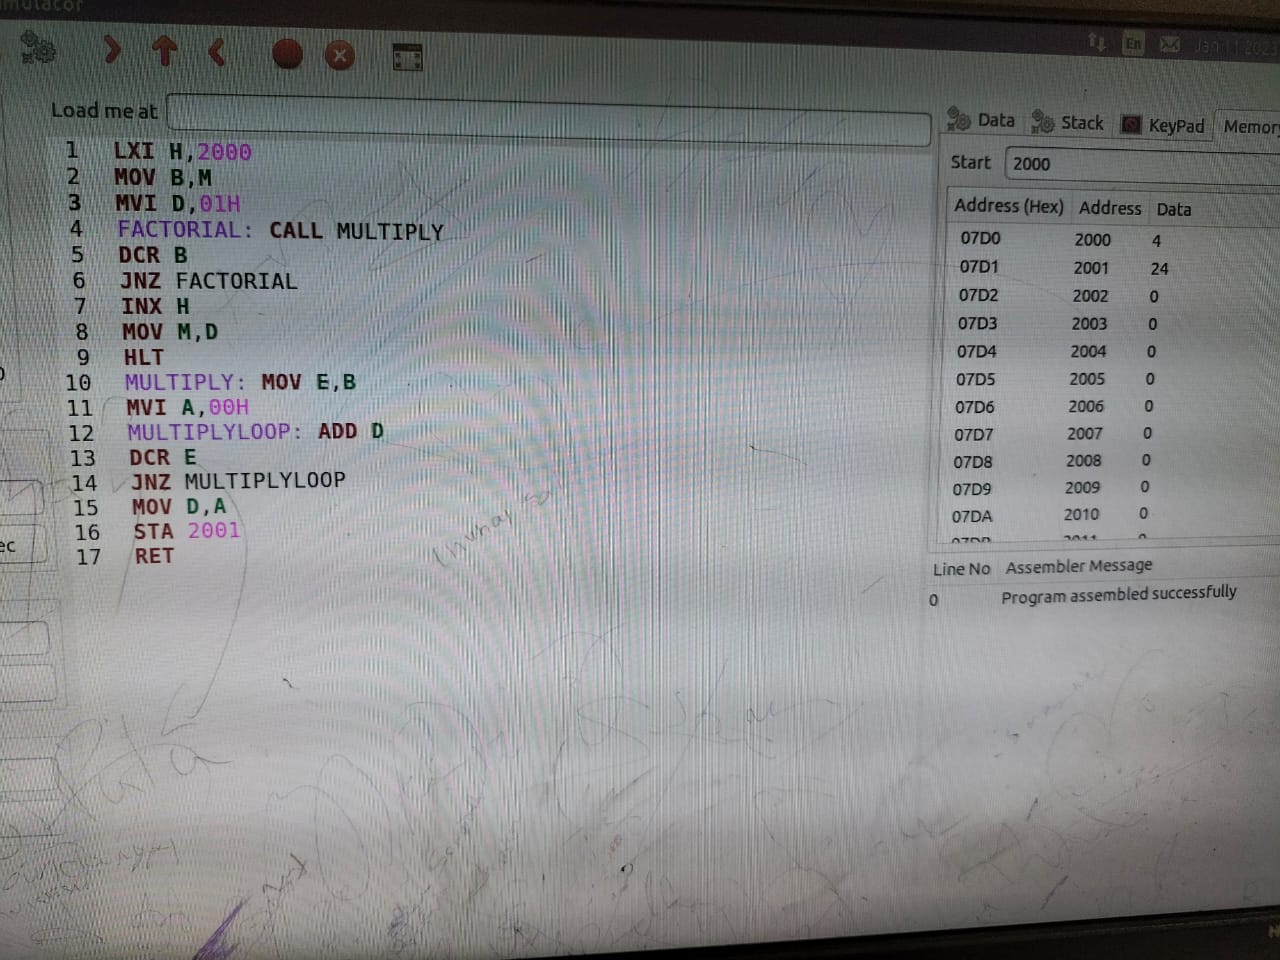 Load me at
1 LXI H,2000
2 MOV B,M
3 MVI D,01H
4 FACTORIAL: CALL MULTIPLY
5 DCR B
6 JNZ FACTORIAL
7 INX H
8 MOV M,D
9 HLT
10 MULTIPLY: MOV E,B
11 MVI A,00H
12 MULTIPLYLOOP: ADD D
13 DCR E
14 JNZ MULTIPLYLOOP
15 MOV D,A
16 STA 2001
17 RET
En
Data Stack KeyPad Memor
Start 2000
Address (Hex) Address Data
07D0 2000 4
07D1 2001 24
07D2 2002 0
07D3 2003 0
07D4 2004 0
07D5 2005 0
07D6 2006 0
07D7 2007 0
07D8 2008 0
07D9 2009 0
07DA 2010 0
Line No Assembler Message
0 Program assembled successfully
ec